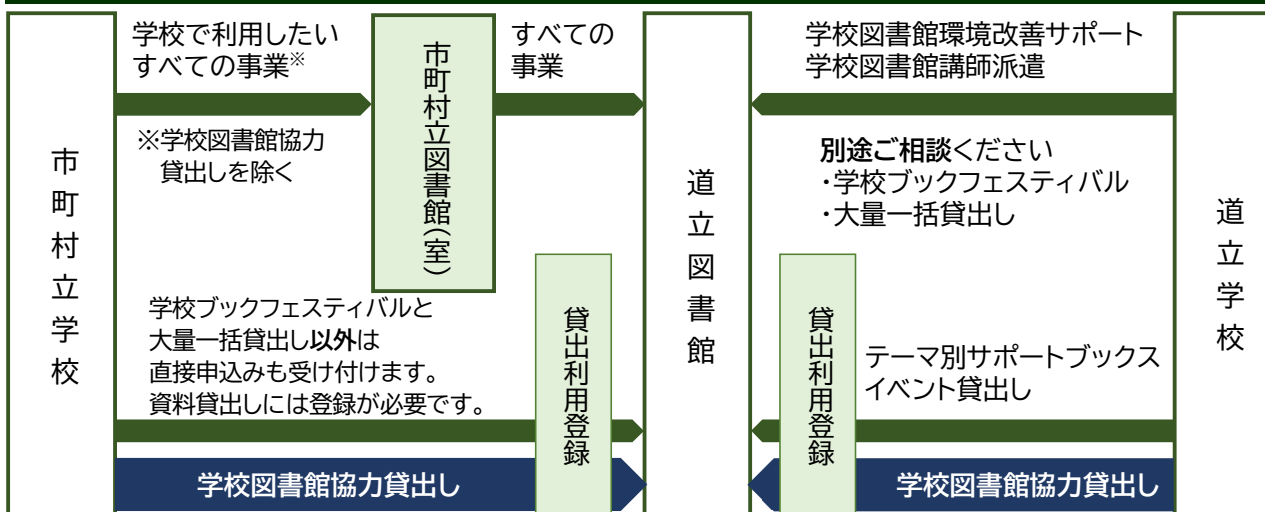 市町村立学校
学校で利用したい
すべての事業※
※学校図書館協力
貸出しを除く
市町村立図書館(室)
すべての
事業
学校ブックフェスティバルと
大量一括貸出し以外は
直接申込みも受け付けます。
資料貸出しには登録が必要です。
貸出利用登録
学校図書館協力貸出し
道立図書館
学校図書館環境改善サポート
学校図書館講師派遣
別途ご相談ください
・学校ブックフェスティバル
・大量一括貸出し
貸出利用登録
テーマ別サポートブックス
イベント貸出し
学校図書館協力貸出し
道立学校